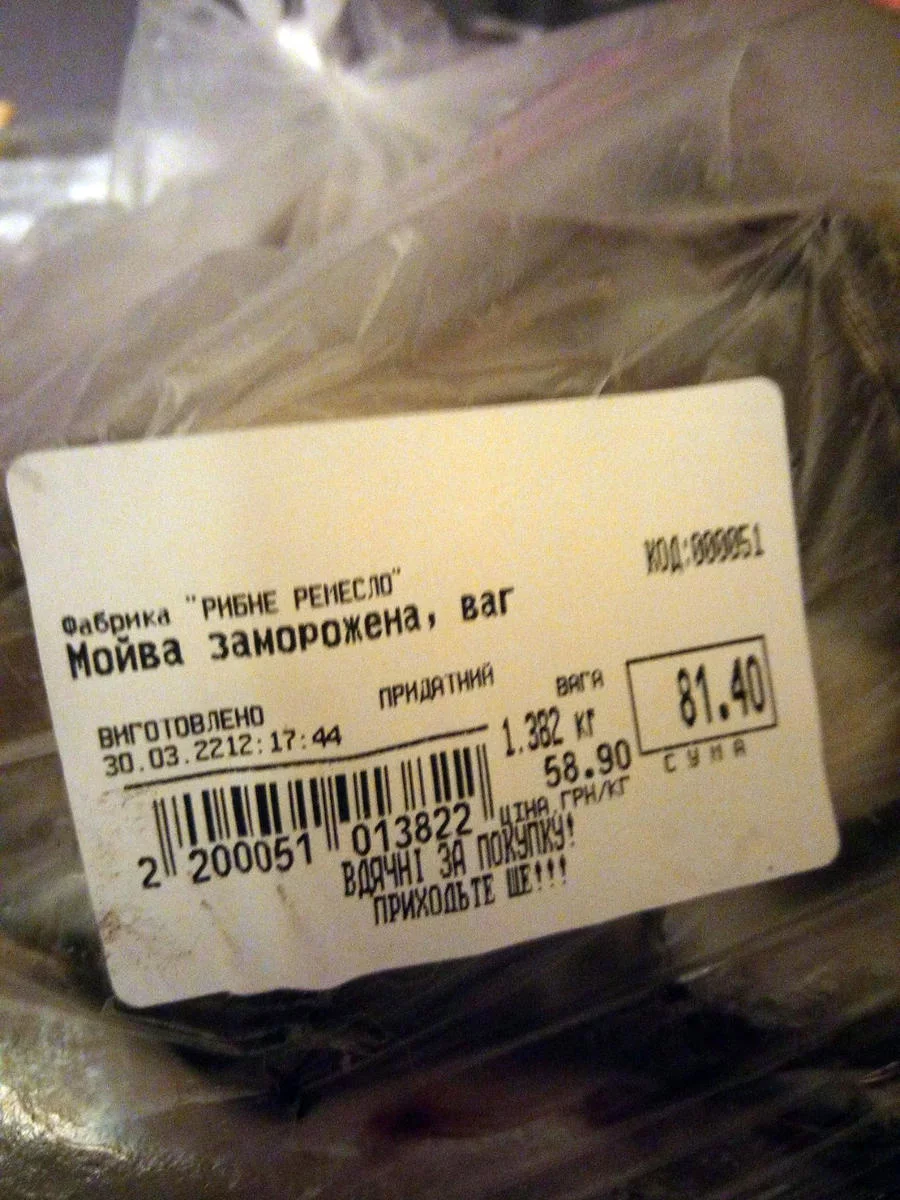 КОД:000051
Фабрика "РИБНЕ РЕМЕСЛО"
Мойва заморожена, ваг
ВИГОТОВЛЕНО ПРИДАТНИЙ ВАГА
30.03.2212:17:44 1.382 кг 81.40
58.90 СУМА
ЦІНА,ГРН/КГ
2 200051 013822
ВДЯЧНІ ЗА ПОКУПКУ!
ПРИХОДЬТЕ ЩЕ!!!